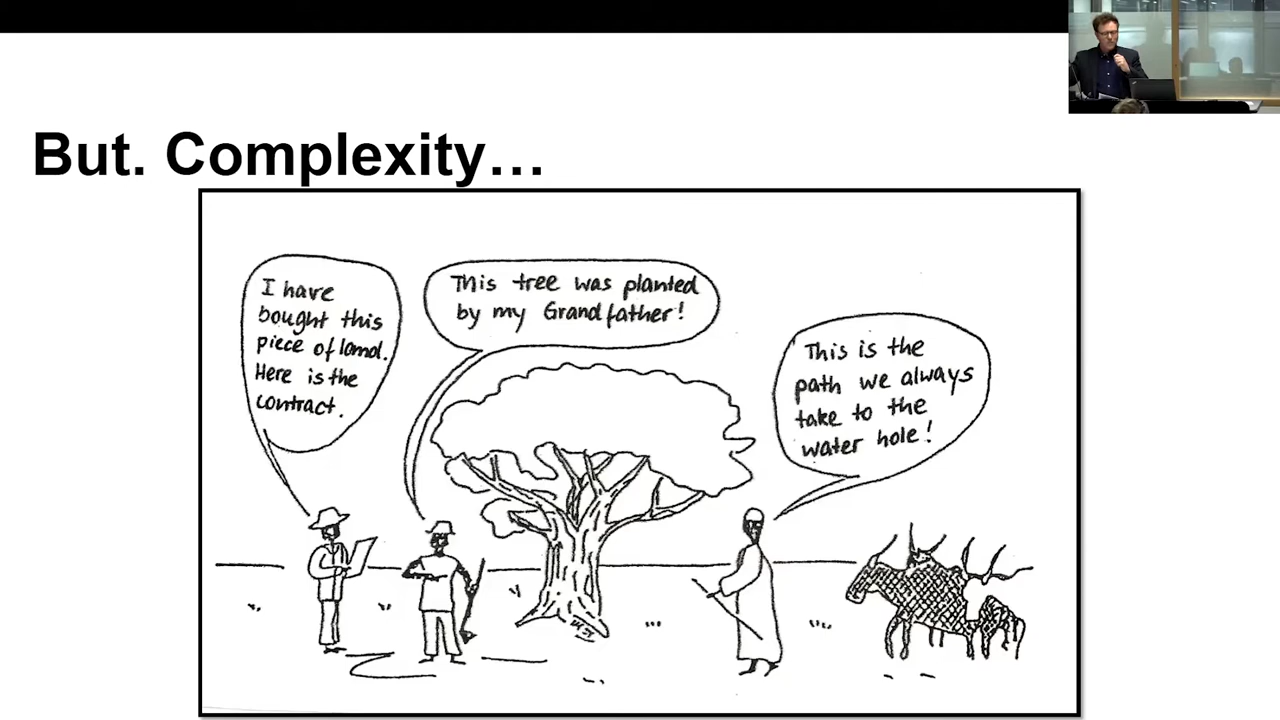 But. Complexity…
I have
bought this
piece of land.
Here is the
contract.
This tree was planted
by my Grandfather!
This is the
path we always
take to the
water hole!